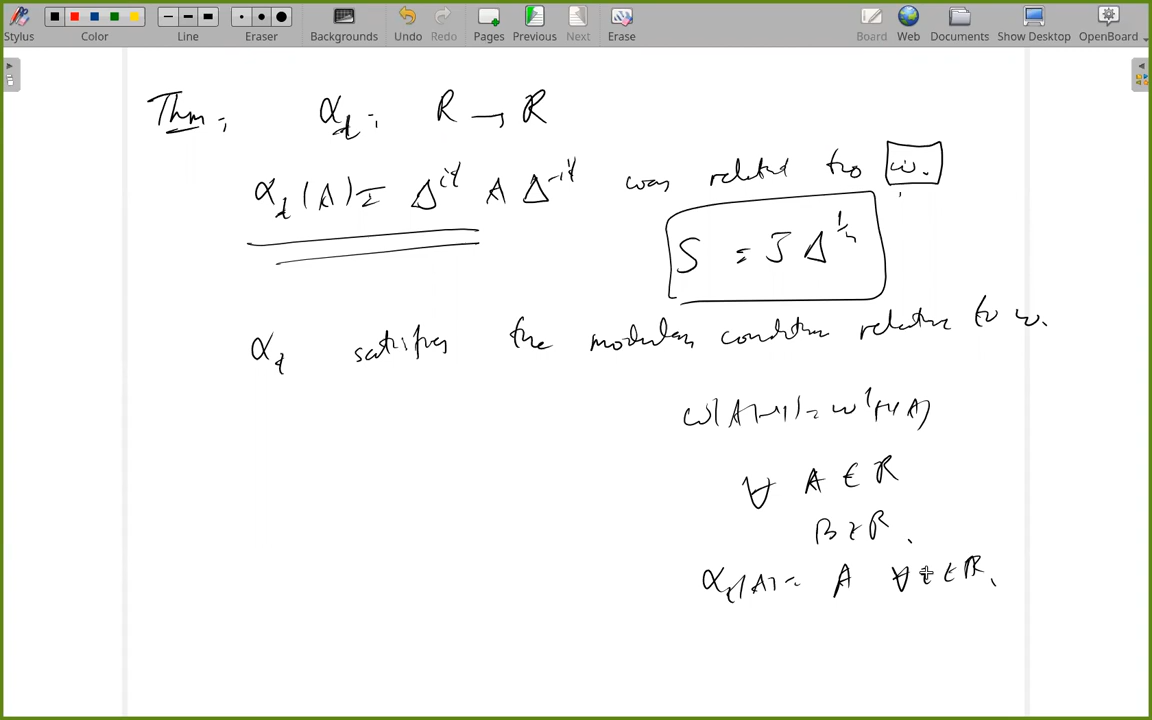 Stylus Color Line Eraser Backgrounds Undo Redo Pages Previous Next Erase Board Web Documents Show Desktop OpenBoard
Thm: α_t : R → R
α_t(A) = Δ^{it} A Δ^{-it} was related to ω.
S = J Δ^{1/2}
α_t satisfies the modular condition relative to ω.
∀ A ∈ R
B ∈ R.
α_t(A) = A ∀ t ∈ R.